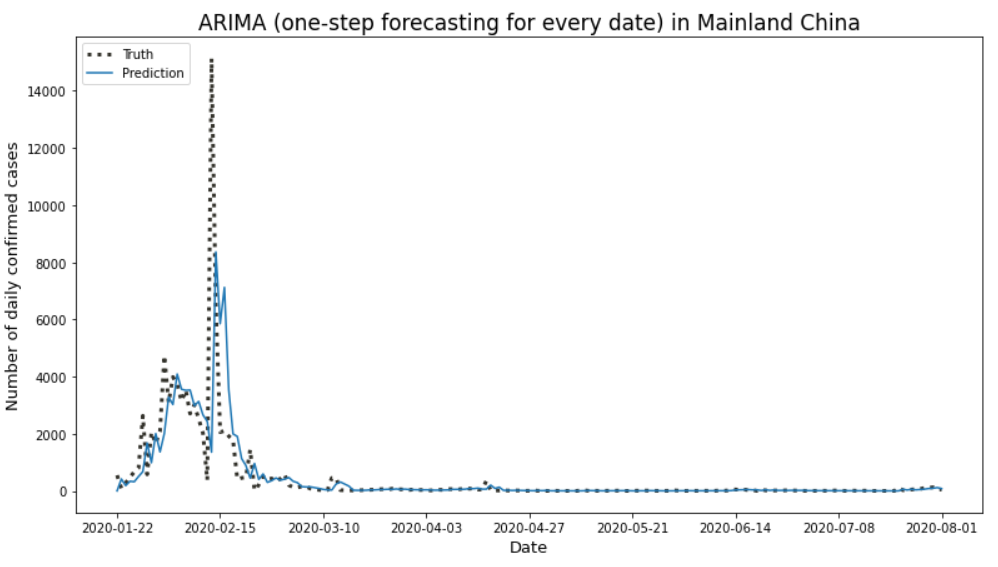 ARIMA (one-step forecasting for every date) in Mainland China
Truth
Prediction
14000
12000
10000
8000
6000
4000
2000
0
Number of daily confirmed cases
2020-01-22 2020-02-15 2020-03-10 2020-04-03 2020-04-27 2020-05-21 2020-06-14 2020-07-08 2020-08-01
Date